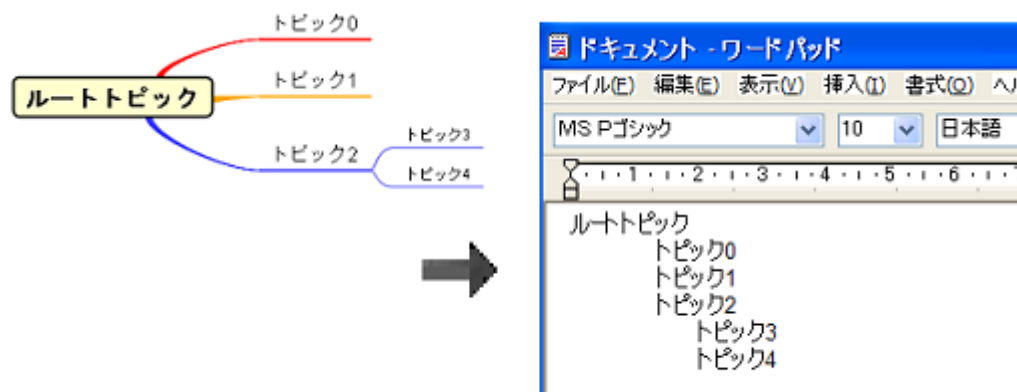 トピック0
トピック1
ルートトピック
トピック2
トピック3
トピック4
ドキュメント - ワードパッド
ファイル(F) 編集(E) 表示(V) 挿入(I) 書式(O) ヘル
MS Pゴシック 10 日本語
1 2 3 4 5 6
ルートトピック
トピック0
トピック1
トピック2
トピック3
トピック4